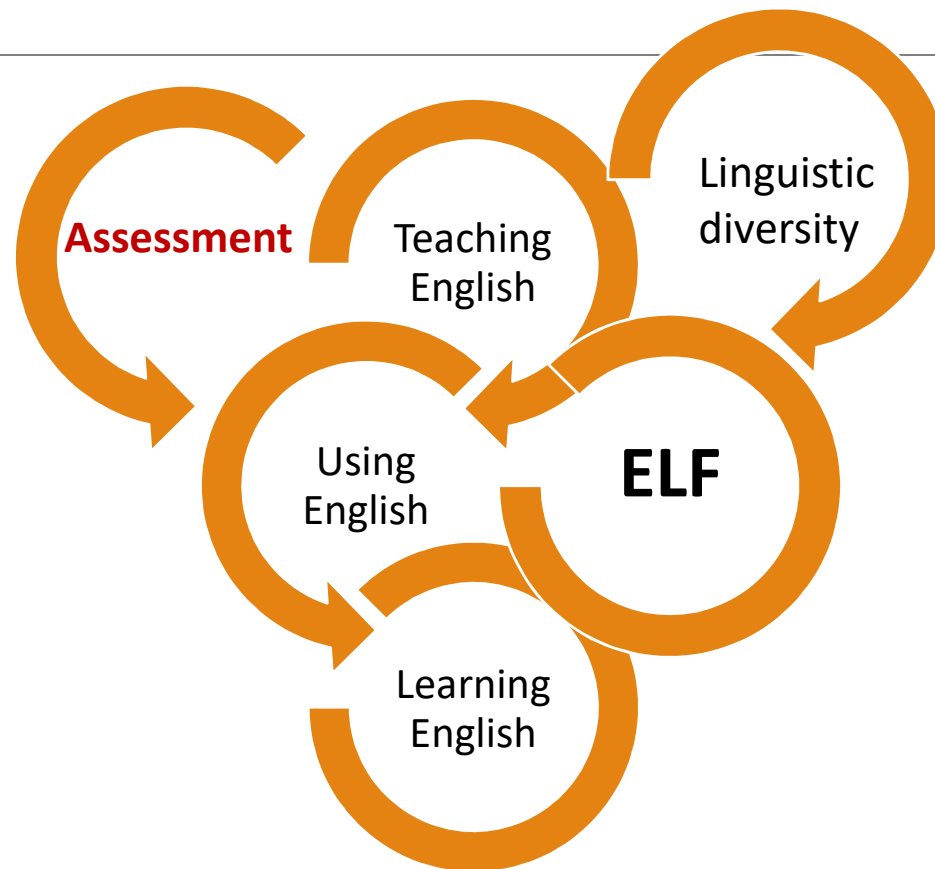 Assessment
Teaching
English
Linguistic
diversity
Using
English
ELF
Learning
English